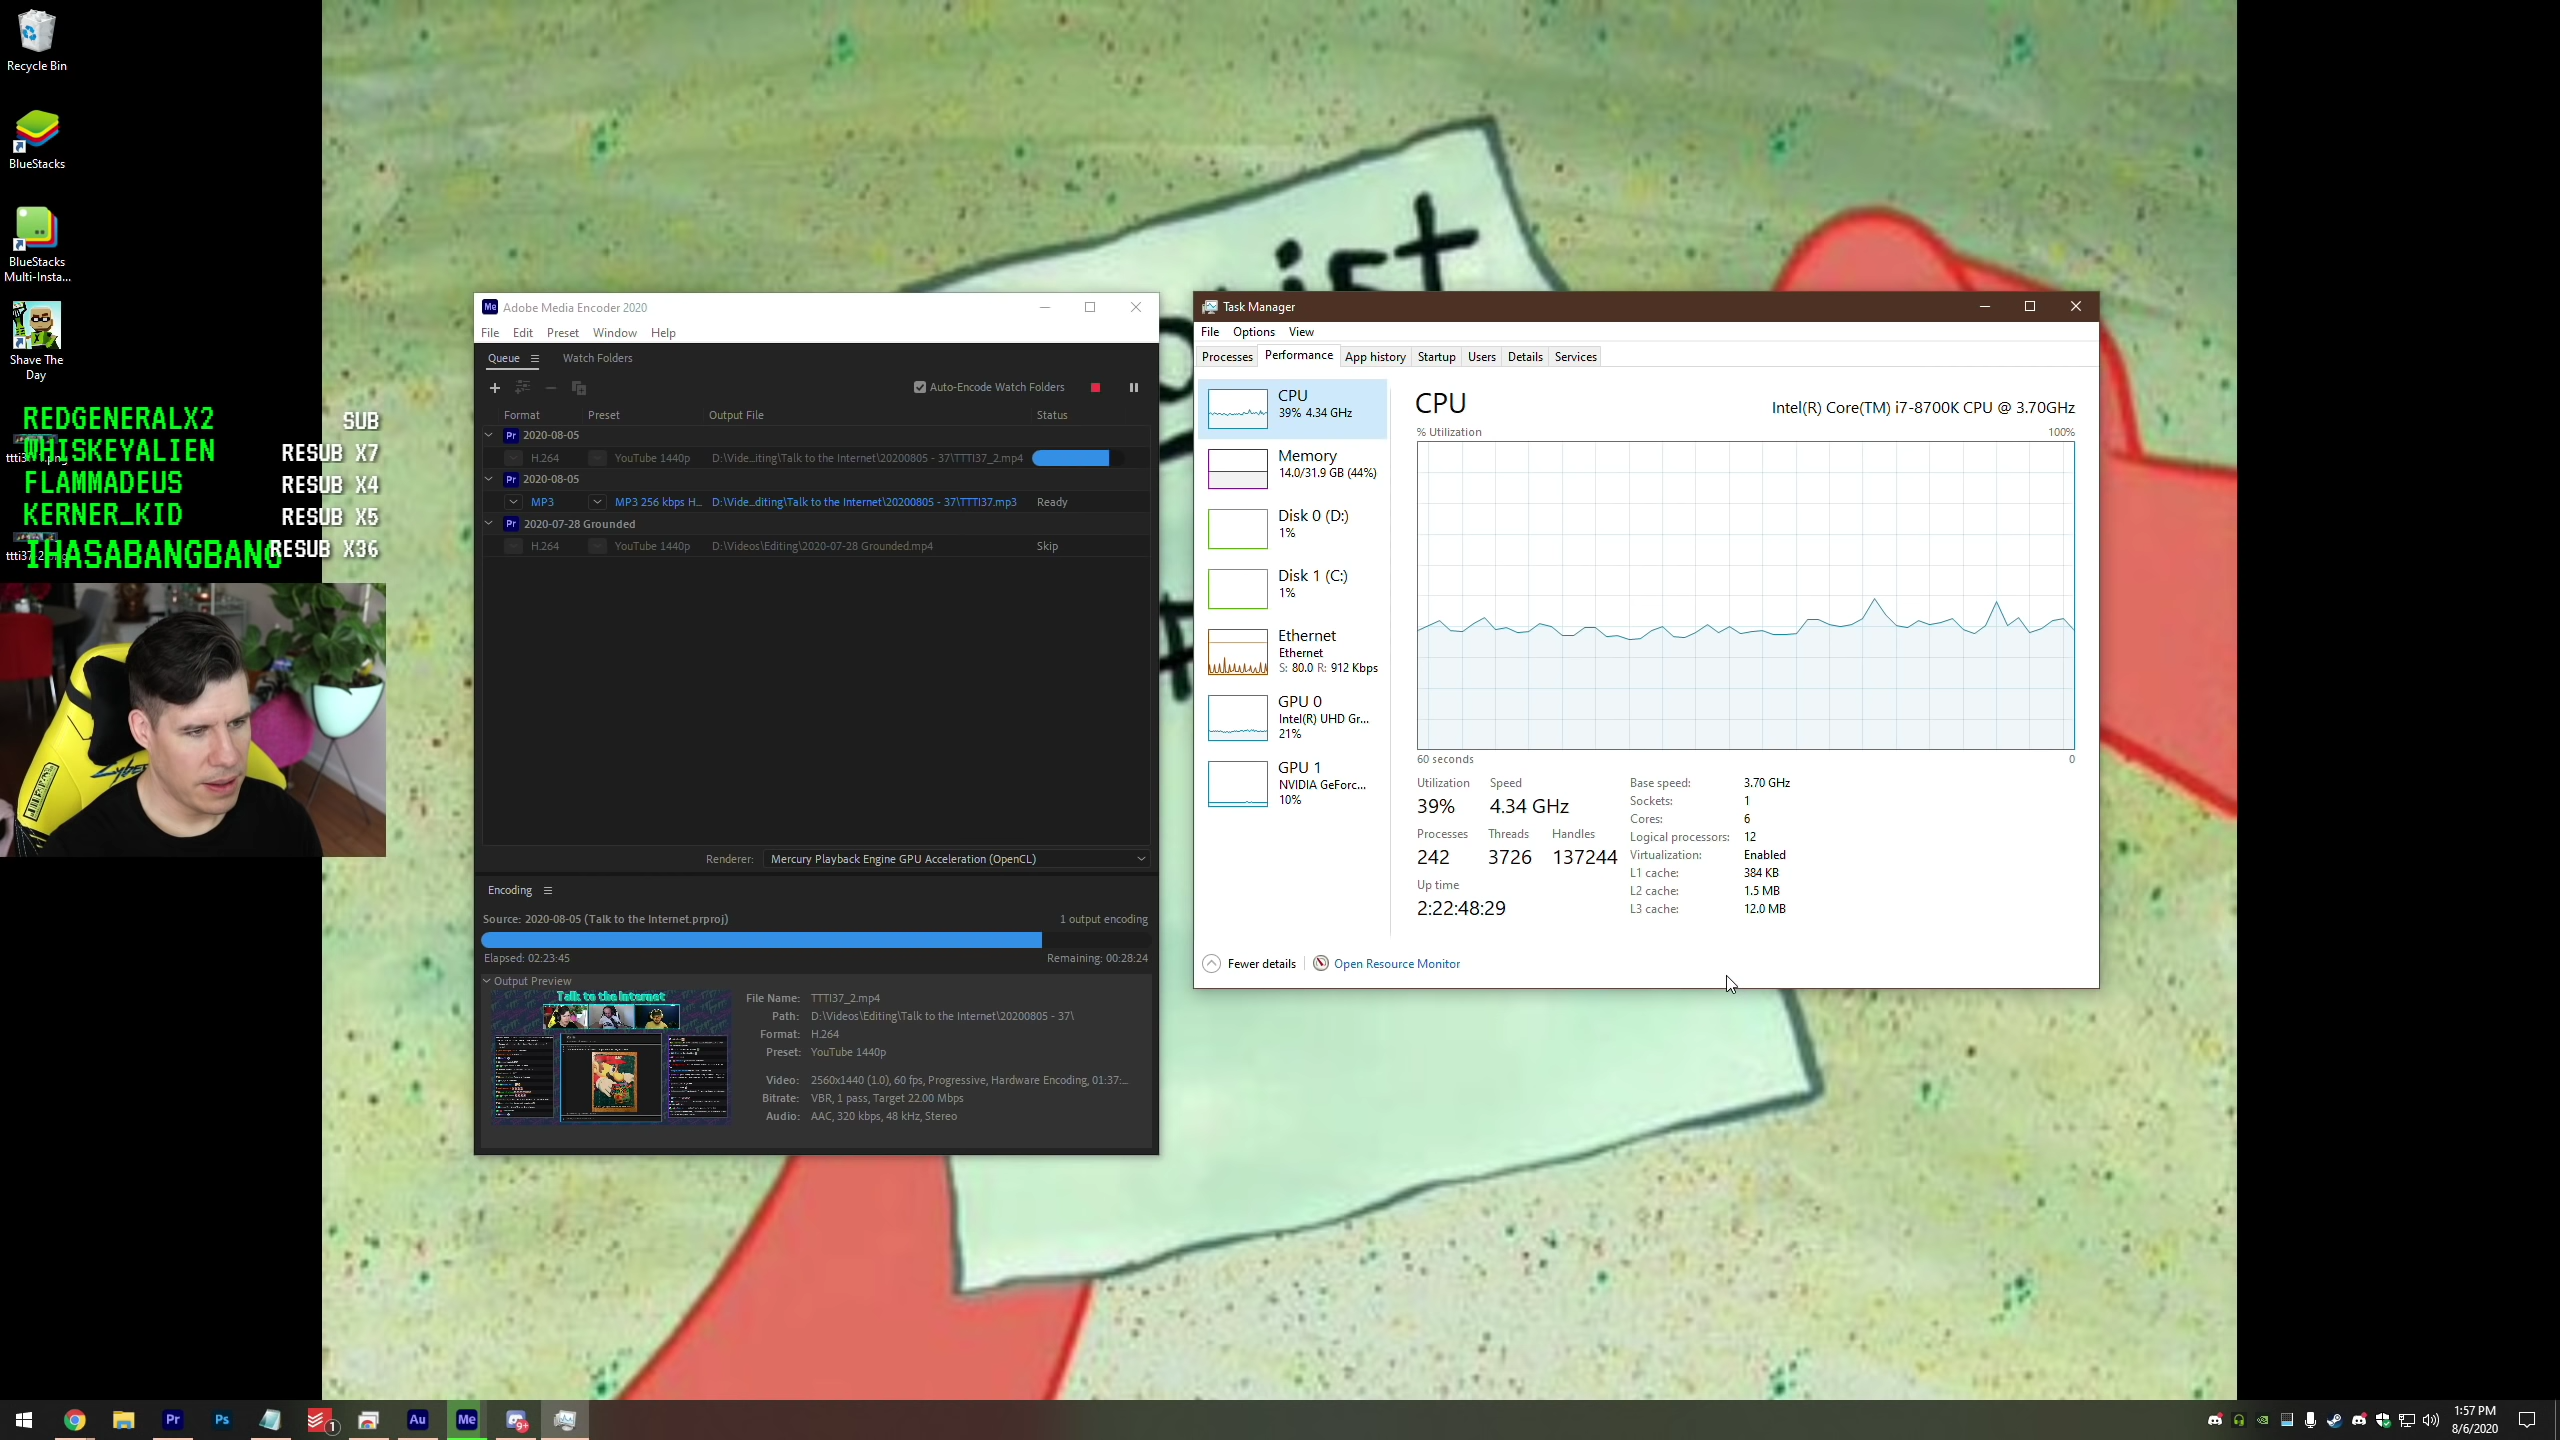 Recycle Bin
BlueStacks
BlueStacks
Multi-Insta...
Shave The
Day
REDGENERALX2 SUB
WHISKEYALIEN RESUB X7
FLAMMADEUS RESUB X4
KERNER_KID RESUB X5
IHASABANGBANG RESUB X36
Adobe Media Encoder 2020
File Edit Preset Window Help
Queue Watch Folders
Auto-Encode Watch Folders
Format Preset Output File Status
Pr 2020-08-05
H.264 YouTube 1440p D:\Vide...iting\Talk to the Internet\20200805 - 37\TTTI37_2.mp4
Pr 2020-08-05
MP3 MP3 256 kbps H... D:\Vide...diting\Talk to the Internet\20200805 - 37\TTTI37.mp3 Ready
Pr 2020-07-28 Grounded
H.264 YouTube 1440p D:\Videos\Editing\2020-07-28 Grounded.mp4 Skip
Renderer: Mercury Playback Engine GPU Acceleration (OpenCL)
Encoding
Source: 2020-08-05 (Talk to the Internet.prproj) 1 output encoding
Elapsed: 02:23:45 Remaining: 00:28:24
Output Preview
Talk to the Internet
File Name: TTTI37_2.mp4
Path: D:\Videos\Editing\Talk to the Internet\20200805 - 37\
Format: H.264
Preset: YouTube 1440p
Video: 2560x1440 (1.0), 60 fps, Progressive, Hardware Encoding, 01:37:...
Bitrate: VBR, 1 pass, Target 22.00 Mbps
Audio: AAC, 320 kbps, 48 kHz, Stereo
Task Manager
File Options View
Processes Performance App history Startup Users Details Services
CPU
39% 4.34 GHz
Memory
14.0/31.9 GB (44%)
Disk 0 (D:)
1%
Disk 1 (C:)
1%
Ethernet
Ethernet
S: 80.0 R: 912 Kbps
GPU 0
Intel(R) UHD Gr...
21%
GPU 1
NVIDIA GeForc...
10%
CPU Intel(R) Core(TM) i7-8700K CPU @ 3.70GHz
% Utilization 100%
60 seconds 0
Utilization Speed
39% 4.34 GHz
Processes Threads Handles
242 3726 137244
Up time
2:22:48:29
Base speed: 3.70 GHz
Sockets: 1
Cores: 6
Logical processors: 12
Virtualization: Enabled
L1 cache: 384 KB
L2 cache: 1.5 MB
L3 cache: 12.0 MB
Fewer details Open Resource Monitor
Pr Ps 1 Au Me 9+
1:57 PM
8/6/2020